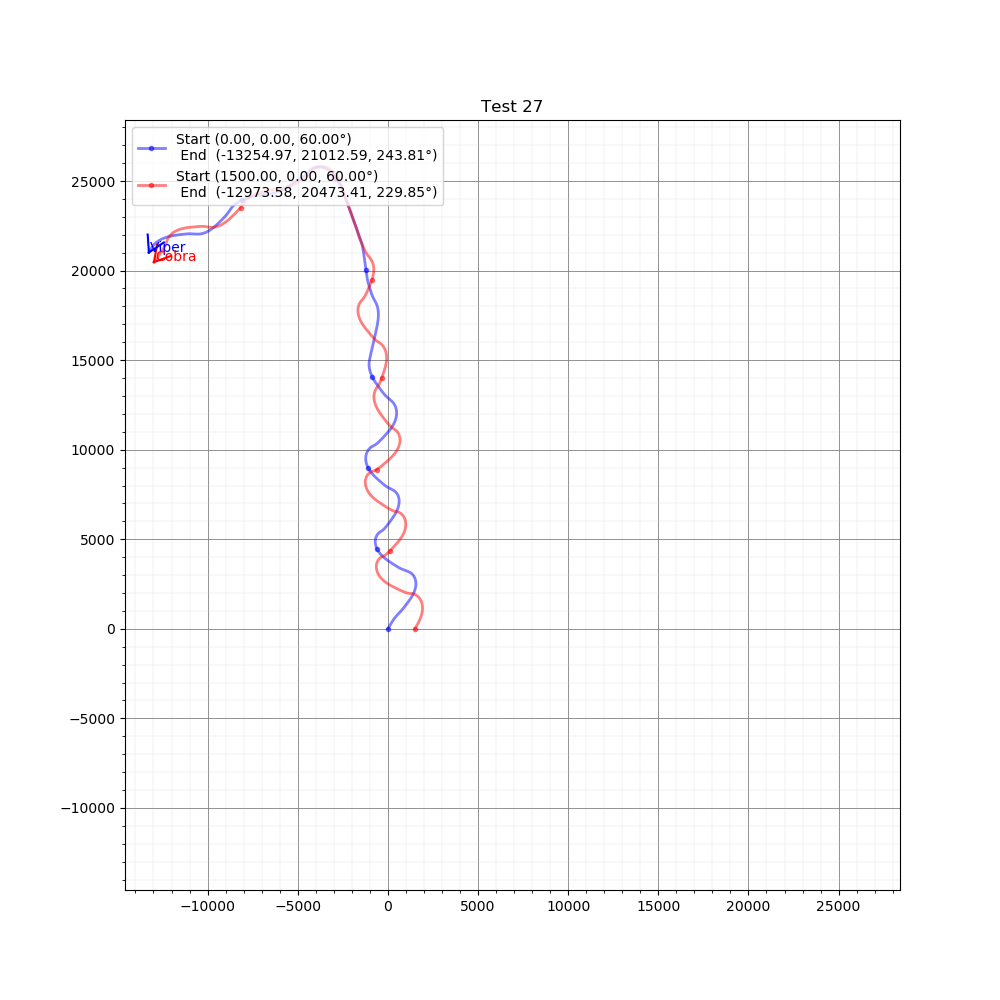 Test 27
Start (0.00, 0.00, 60.00°)
End (-13254.97, 21012.59, 243.81°)
Start (1500.00, 0.00, 60.00°)
End (-12973.58, 20473.41, 229.85°)
25000
20000
15000
10000
5000
0
−5000
−10000
Viper
Cobra
−10000 −5000 0 5000 10000 15000 20000 25000